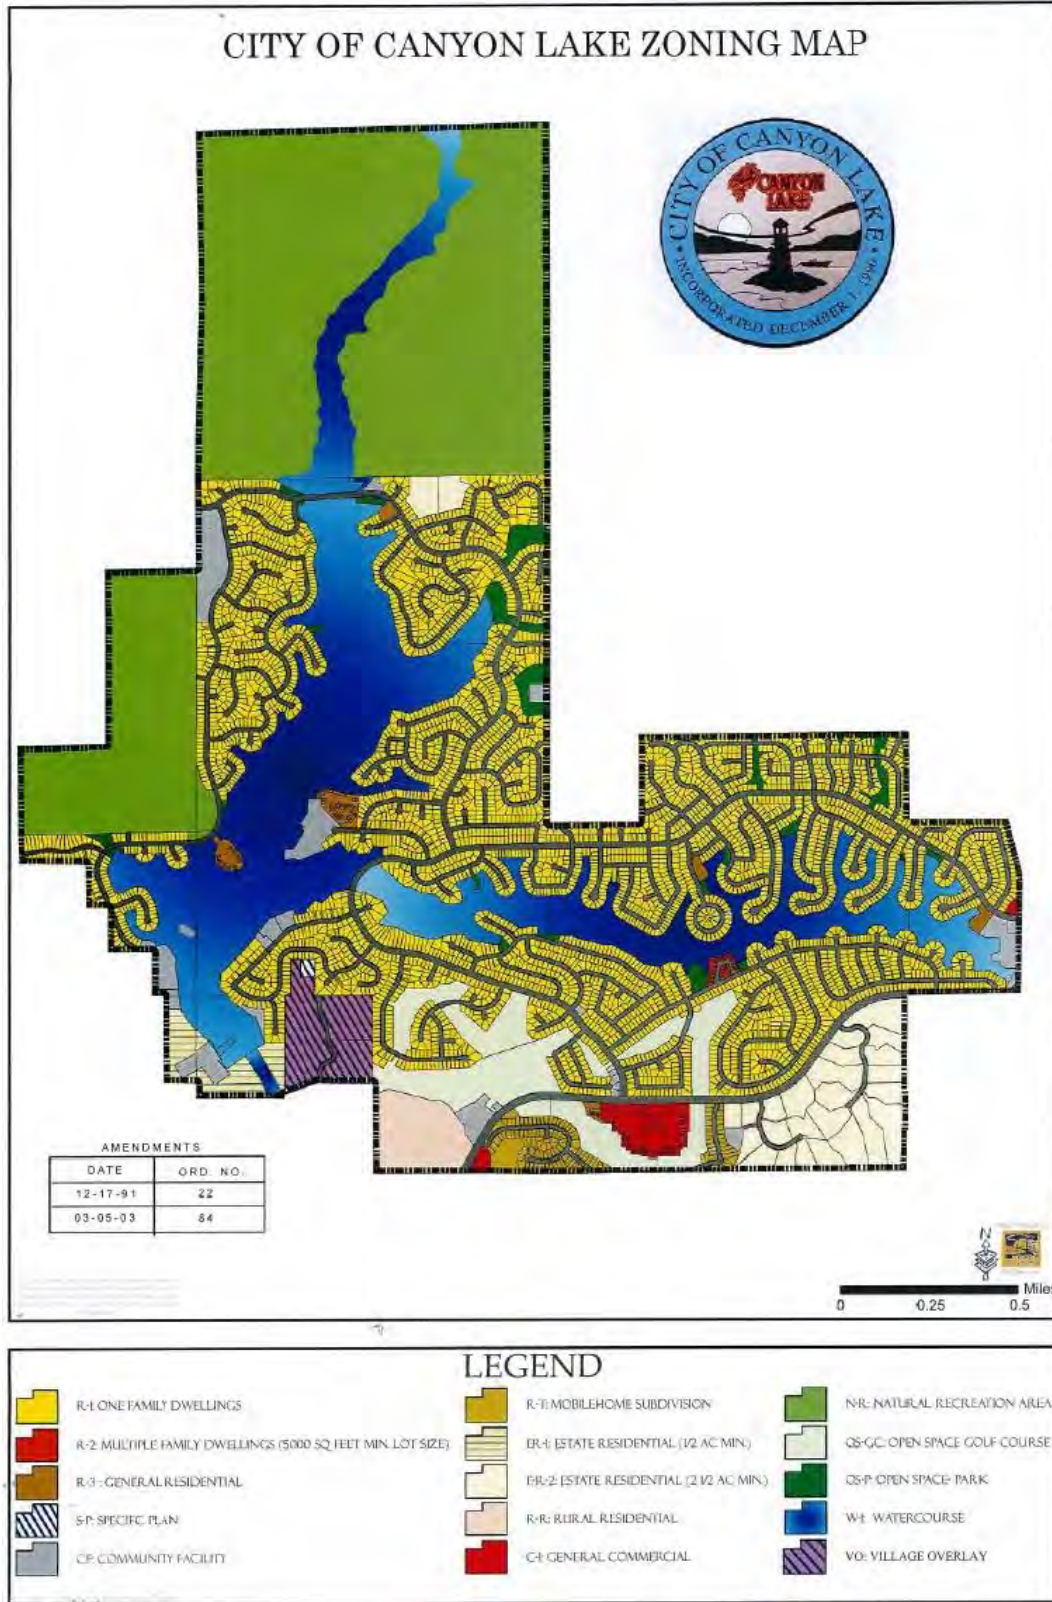 CITY OF CANYON LAKE ZONING MAP
CITY OF CANYON LAKE
CANYON
LAKE
INCORPORATED DECEMBER 1, 1990
AMENDMENTS
DATE ORD. NO.
12-17-91 22
03-05-03 84
N
Miles
0 0.25 0.5
LEGEND
R-1: ONE FAMILY DWELLINGS
R-2: MULTIPLE FAMILY DWELLINGS (5000 SQ FEET MIN. LOT SIZE)
R-3 : GENERAL RESIDENTIAL
S-P: SPECIFC PLAN
CF: COMMUNITY FACILITY
R-T: MOBILEHOME SUBDIVISION
ER-1: ESTATE RESIDENTIAL (1/2 AC MIN.)
E-R-2: ESTATE RESIDENTIAL (2 1/2 AC MIN.)
R-R: RURAL RESIDENTIAL
C-1: GENERAL COMMERCIAL
N-R: NATURAL RECREATION AREA
OS-GC: OPEN SPACE GOLF COURSE
OS-P: OPEN SPACE- PARK
W-1: WATERCOURSE
VO: VILLAGE OVERLAY